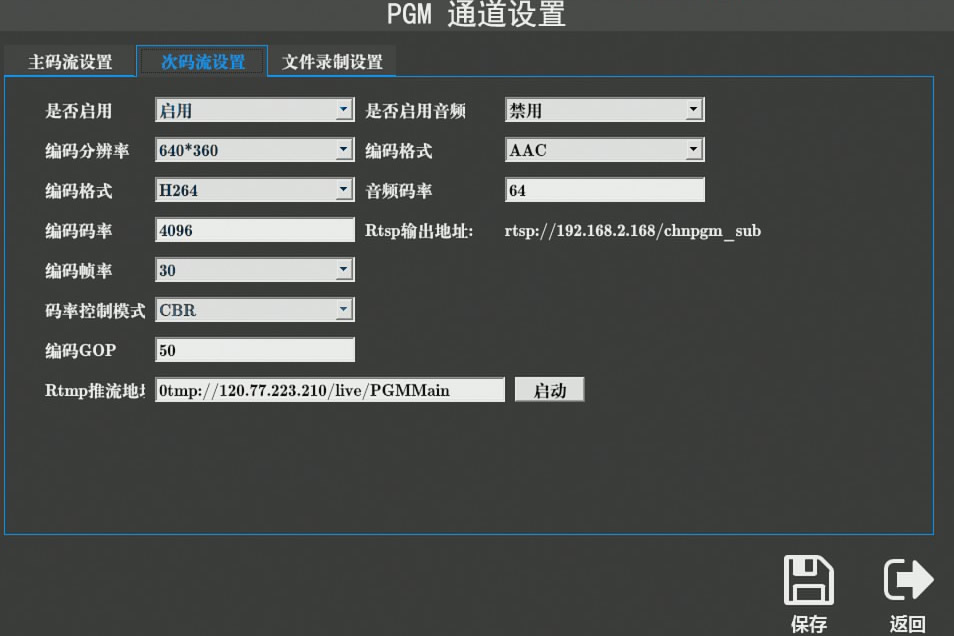 PGM 通道设置
主码流设置 次码流设置 文件录制设置
是否启用 启用 是否启用音频 禁用
编码分辨率 640*360 编码格式 AAC
编码格式 H264 音频码率 64
编码码率 4096 Rtsp输出地址: rtsp://192.168.2.168/chnpgm_sub
编码帧率 30
码率控制模式 CBR
编码GOP 50
Rtmp推流地 0tmp://120.77.223.210/live/PGMMain 启动
保存 返回